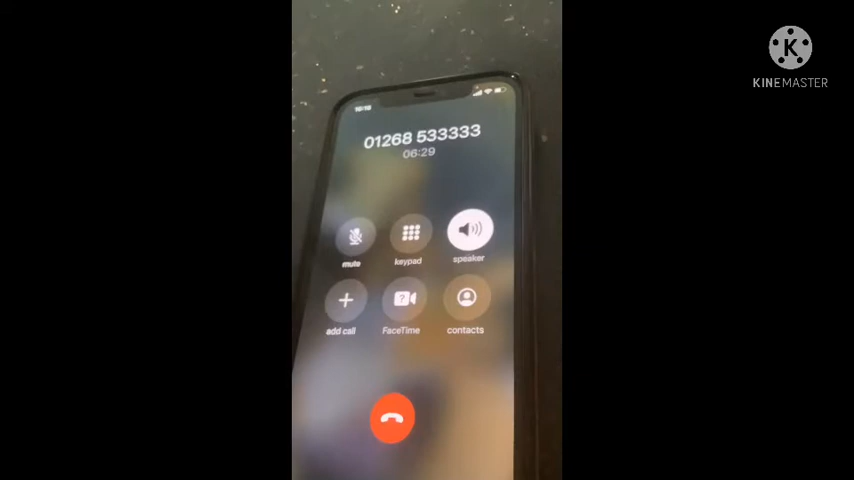 KINEMASTER
01268 533333
06:29
mute
keypad
speaker
add call
FaceTime
contacts